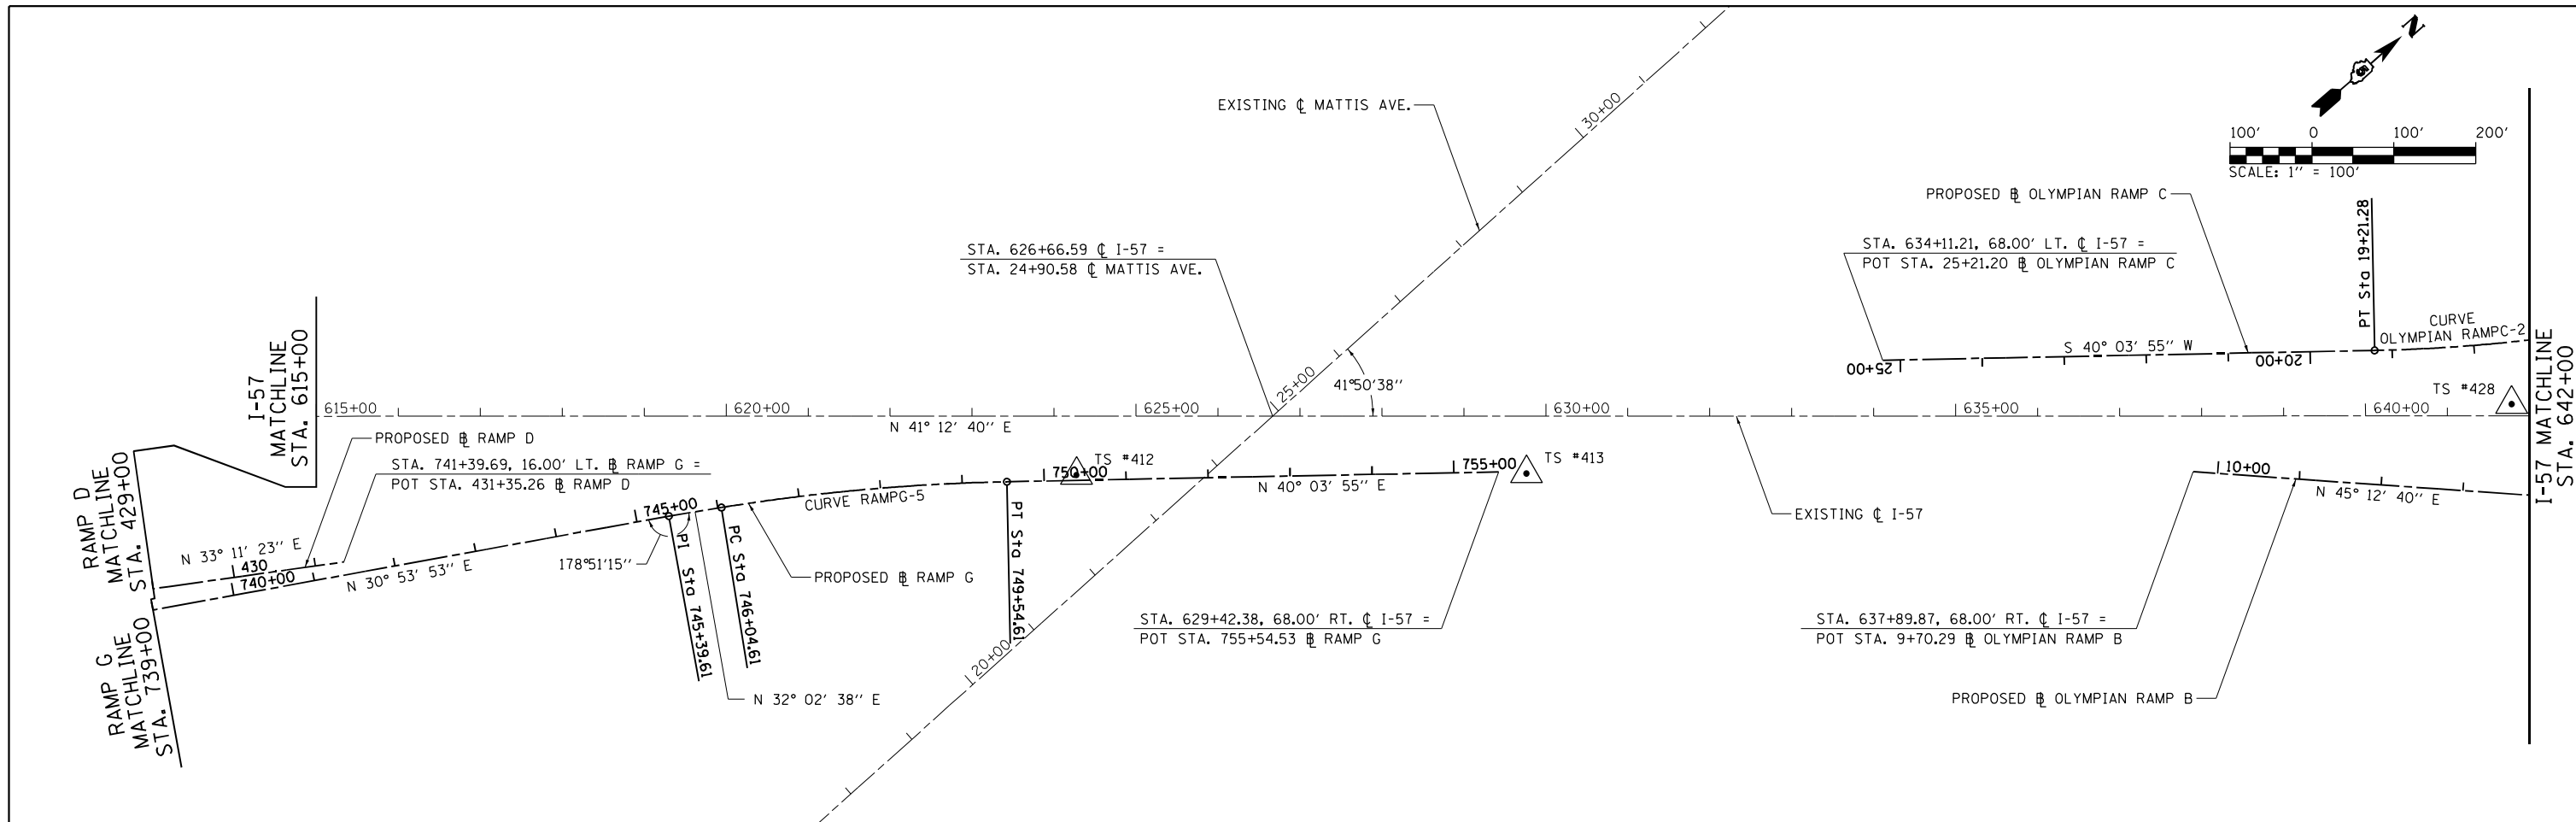 N
100' 0 100' 200'
SCALE: 1'' = 100'
EXISTING ℄ MATTIS AVE.
30+00
PROPOSED ⅊ OLYMPIAN RAMP C
PT Sta 19+21.28
STA. 626+66.59 ℄ I-57 =
STA. 24+90.58 ℄ MATTIS AVE.
STA. 634+11.21, 68.00' LT. ℄ I-57 =
POT STA. 25+21.20 ⅊ OLYMPIAN RAMP C
I-57
MATCHLINE
STA. 615+00
CURVE
OLYMPIAN RAMPC-2
S 40° 03' 55'' W
25+00
20+00
25+00
41°50'38''
TS #428
I-57 MATCHLINE
STA. 642+00
615+00
620+00
625+00
630+00
635+00
640+00
N 41° 12' 40'' E
PROPOSED ⅊ RAMP D
STA. 741+39.69, 16.00' LT. ⅊ RAMP G =
POT STA. 431+35.26 ⅊ RAMP D
TS #412
750+00
755+00
TS #413
N 40° 03' 55'' E
10+00
N 45° 12' 40'' E
RAMP D
MATCHLINE
STA. 429+00
745+00
CURVE RAMPG-5
EXISTING ℄ I-57
N 33° 11' 23'' E
430
740+00
N 30° 53' 53'' E
178°51'15''
PI Sta 745+39.61
PC Sta 746+04.61
PT Sta 749+54.61
PROPOSED ⅊ RAMP G
STA. 629+42.38, 68.00' RT. ℄ I-57 =
POT STA. 755+54.53 ⅊ RAMP G
STA. 637+89.87, 68.00' RT. ℄ I-57 =
POT STA. 9+70.29 ⅊ OLYMPIAN RAMP B
20+00
RAMP G
MATCHLINE
STA. 739+00
N 32° 02' 38'' E
PROPOSED ⅊ OLYMPIAN RAMP B